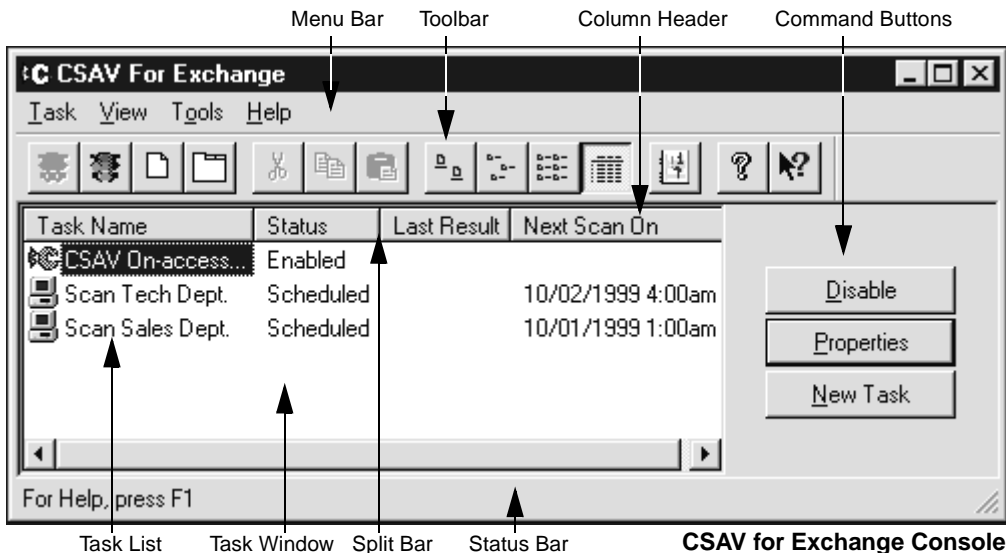 Menu Bar Toolbar Column Header Command Buttons
CSAV For Exchange
Task View Tools Help
Task Name Status Last Result Next Scan On
CSAV On-access... Enabled
Scan Tech Dept. Scheduled 10/02/1999 4:00am
Scan Sales Dept. Scheduled 10/01/1999 1:00am
Disable
Properties
New Task
For Help, press F1
Task List Task Window Split Bar Status Bar CSAV for Exchange Console